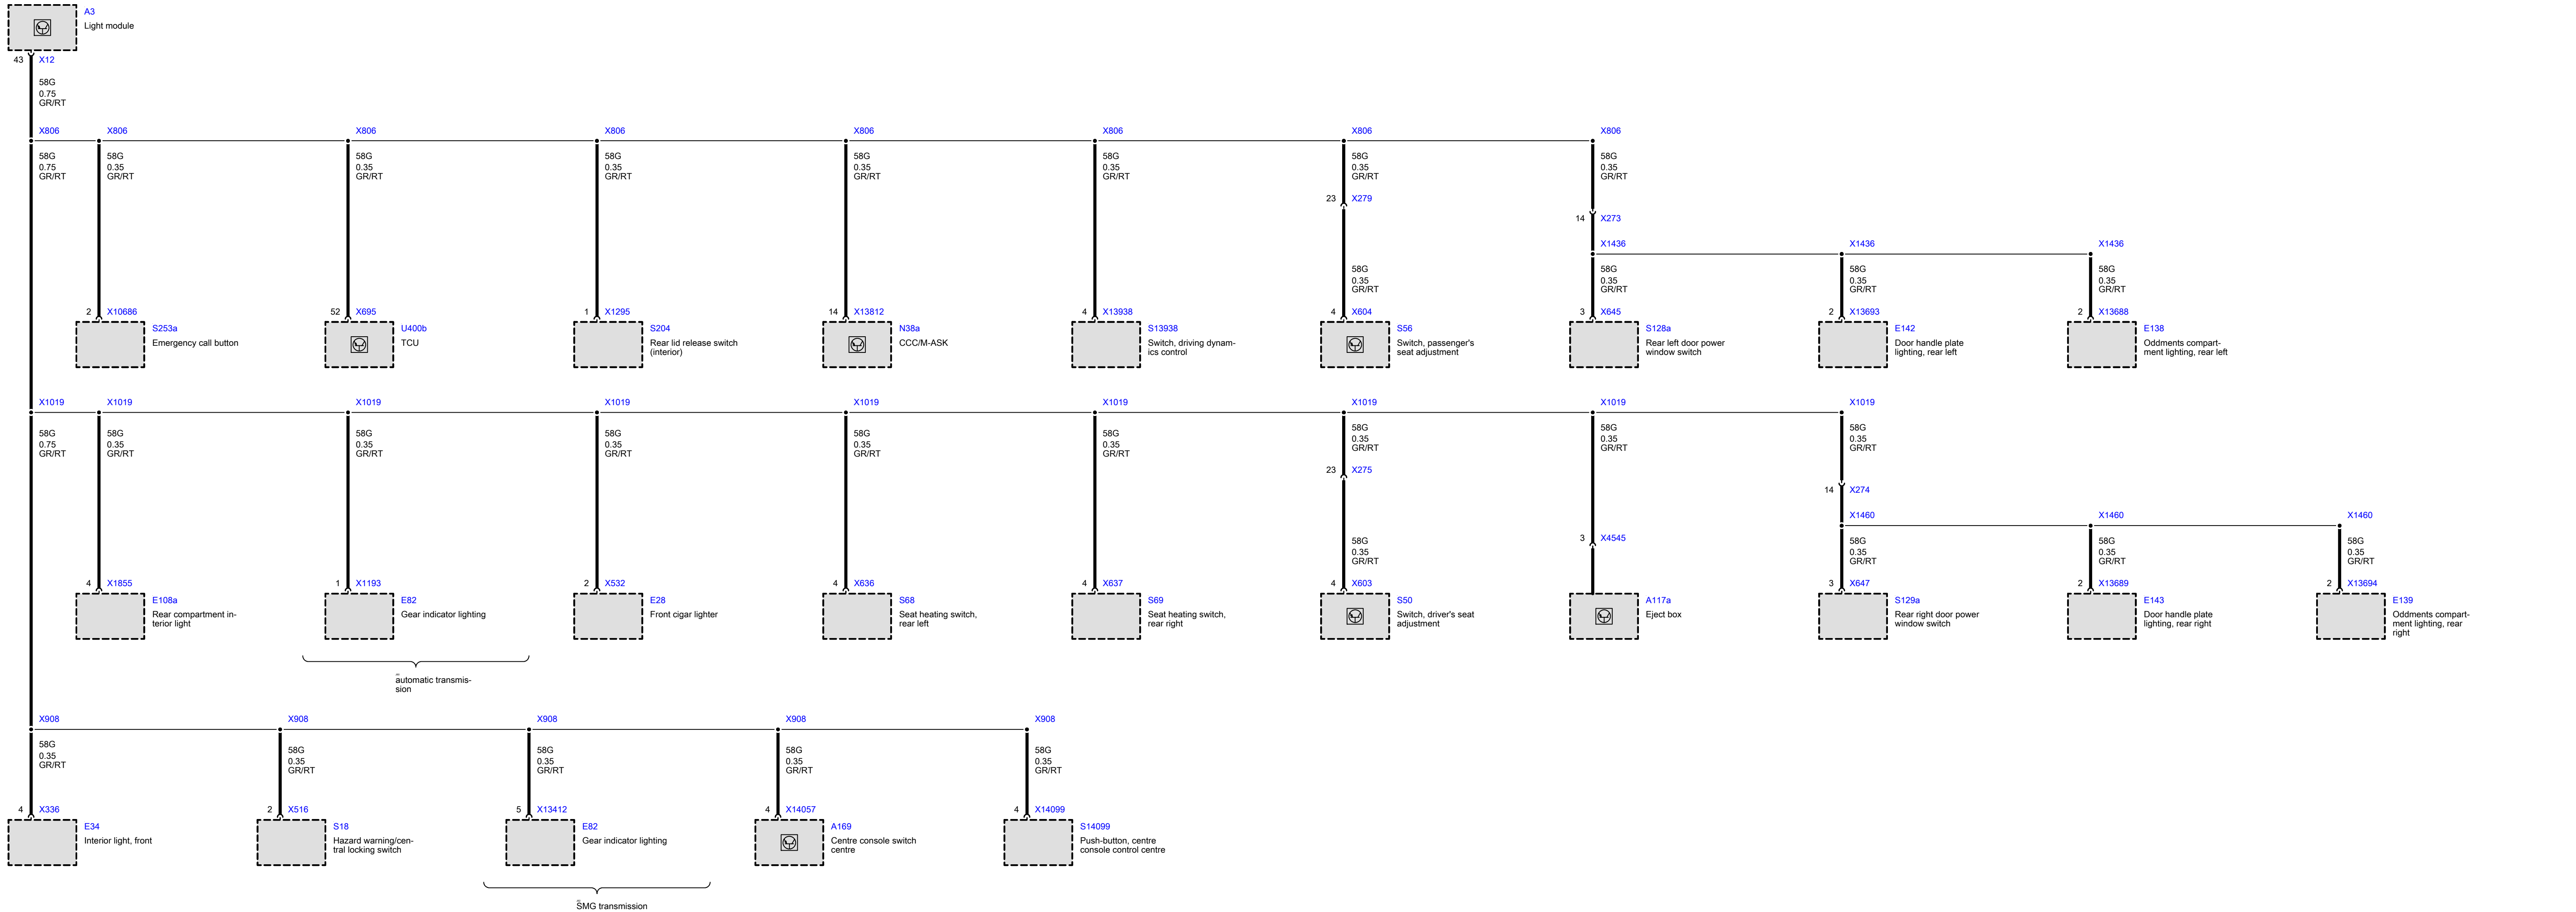 A3
Light module
43 X12
58G
0.75
GR/RT
X806 X806 X806 X806 X806 X806 X806 X806
58G 58G 58G 58G 58G 58G 58G 58G
0.75 0.35 0.35 0.35 0.35 0.35 0.35 0.35
GR/RT GR/RT GR/RT GR/RT GR/RT GR/RT GR/RT GR/RT
23 X279
14 X273
X1436 X1436 X1436
58G 58G 58G 58G
0.35 0.35 0.35 0.35
GR/RT GR/RT GR/RT GR/RT
2 X10686 52 X695 1 X1295 14 X13812 4 X13938 4 X604 3 X645 2 X13693 2 X13688
S253a
Emergency call button
U400b
TCU
S204
Rear lid release switch
(interior)
N38a
CCC/M-ASK
S13938
Switch, driving dynam-
ics control
S56
Switch, passenger's
seat adjustment
S128a
Rear left door power
window switch
E142
Door handle plate
lighting, rear left
E138
Oddments compart-
ment lighting, rear left
X1019 X1019 X1019 X1019 X1019 X1019 X1019 X1019 X1019
58G 58G 58G 58G 58G 58G 58G 58G 58G
0.75 0.35 0.35 0.35 0.35 0.35 0.35 0.35 0.35
GR/RT GR/RT GR/RT GR/RT GR/RT GR/RT GR/RT GR/RT GR/RT
23 X275
14 X274
X1460 X1460 X1460
3 X4545
58G 58G 58G 58G
0.35 0.35 0.35 0.35
GR/RT GR/RT GR/RT GR/RT
4 X1855 1 X1193 2 X532 4 X636 4 X637 4 X603 3 X647 2 X13689 2 X13694
E108a
Rear compartment in-
terior light
E82
Gear indicator lighting
E28
Front cigar lighter
S68
Seat heating switch,
rear left
S69
Seat heating switch,
rear right
S50
Switch, driver's seat
adjustment
A117a
Eject box
S129a
Rear right door power
window switch
E143
Door handle plate
lighting, rear right
E139
Oddments compart-
ment lighting, rear
right
automatic transmis-
sion
X908 X908 X908 X908 X908
58G 58G 58G 58G 58G
0.35 0.35 0.35 0.35 0.35
GR/RT GR/RT GR/RT GR/RT GR/RT
4 X336 2 X516 5 X13412 4 X14057 4 X14099
E34
Interior light, front
S18
Hazard warning/cen-
tral locking switch
E82
Gear indicator lighting
A169
Centre console switch
centre
S14099
Push-button, centre
console control centre
SMG transmission